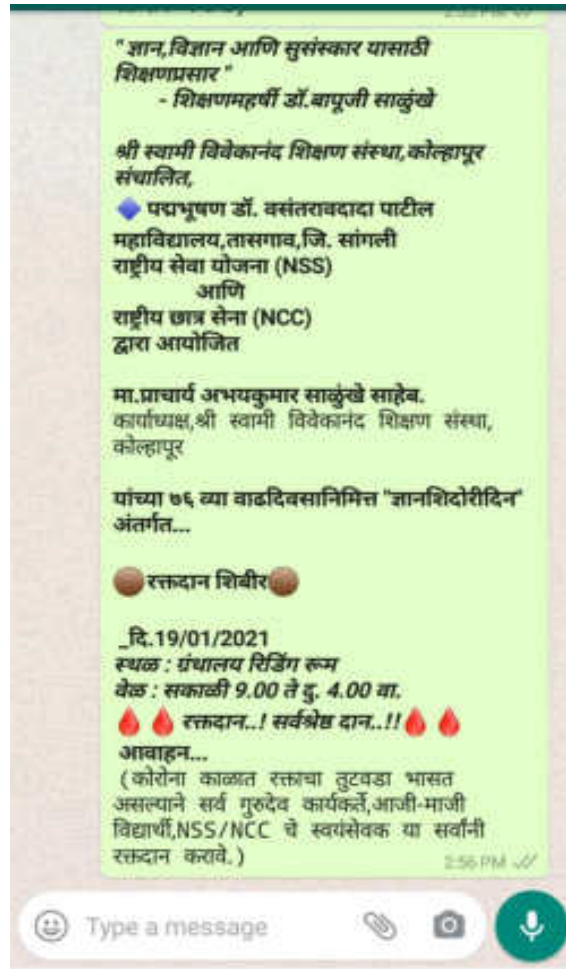 " ज्ञान,विज्ञान आणि सुसंस्कार यासाठी
शिक्षणप्रसार "
- शिक्षणमहर्षी डॉ.बापूजी साळुंखे
श्री स्वामी विवेकानंद शिक्षण संस्था,कोल्हापूर
संचालित,
🔷 पद्मभूषण डॉ. वसंतरावदादा पाटील
महाविद्यालय,तासगाव,जि. सांगली
राष्ट्रीय सेवा योजना (NSS)
आणि
राष्ट्रीय छात्र सेना (NCC)
द्वारा आयोजित
मा.प्राचार्य अभयकुमार साळुंखे साहेब.
कार्याध्यक्ष,श्री स्वामी विवेकानंद शिक्षण संस्था,
कोल्हापूर
यांच्या ७६ व्या वाढदिवसानिमित्त "ज्ञानशिदोरीदिन"
अंतर्गत...
🟤रक्तदान शिबीर🟤
_दि.19/01/2021
स्थळ : ग्रंथालय रिडिंग रूम
वेळ : सकाळी 9.00 ते दु. 4.00 वा.
🩸🩸 रक्तदान..! सर्वश्रेष्ठ दान..!!🩸🩸
आवाहन...
(कोरोना काळात रक्ताचा तुटवडा भासत
असल्याने सर्व गुरुदेव कार्यकर्ते,आजी-माजी
विद्यार्थी,NSS/NCC चे स्वयंसेवक या सर्वांनी
रक्तदान करावे.)
2:56 PM
Type a message